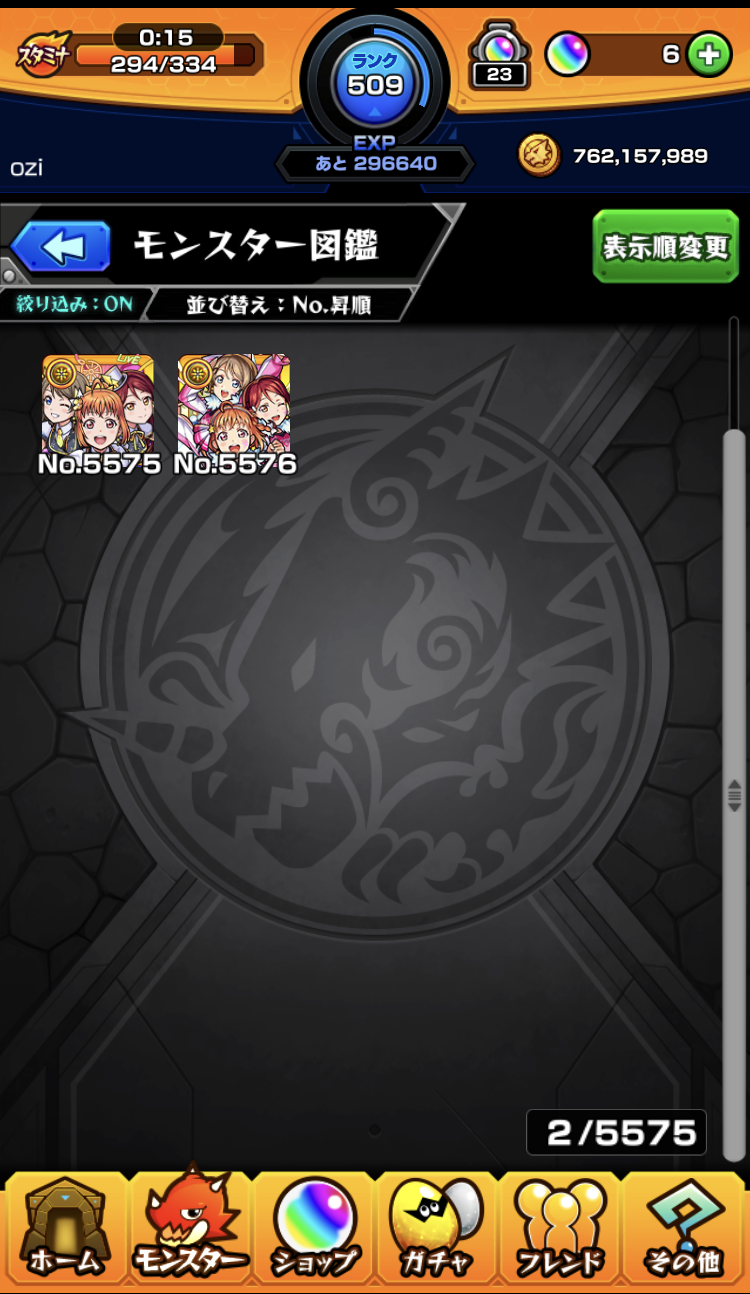 スタミナ
0:15
294/334
ランク
509
EXP
あと 296640
23
6
ozi
762,157,989
モンスター図鑑
表示順変更
絞り込み：ON
並び替え：No.昇順
LIVE
No.5575
No.5576
2/5575
ホーム
モンスター
ショップ
ガチャ
フレンド
その他